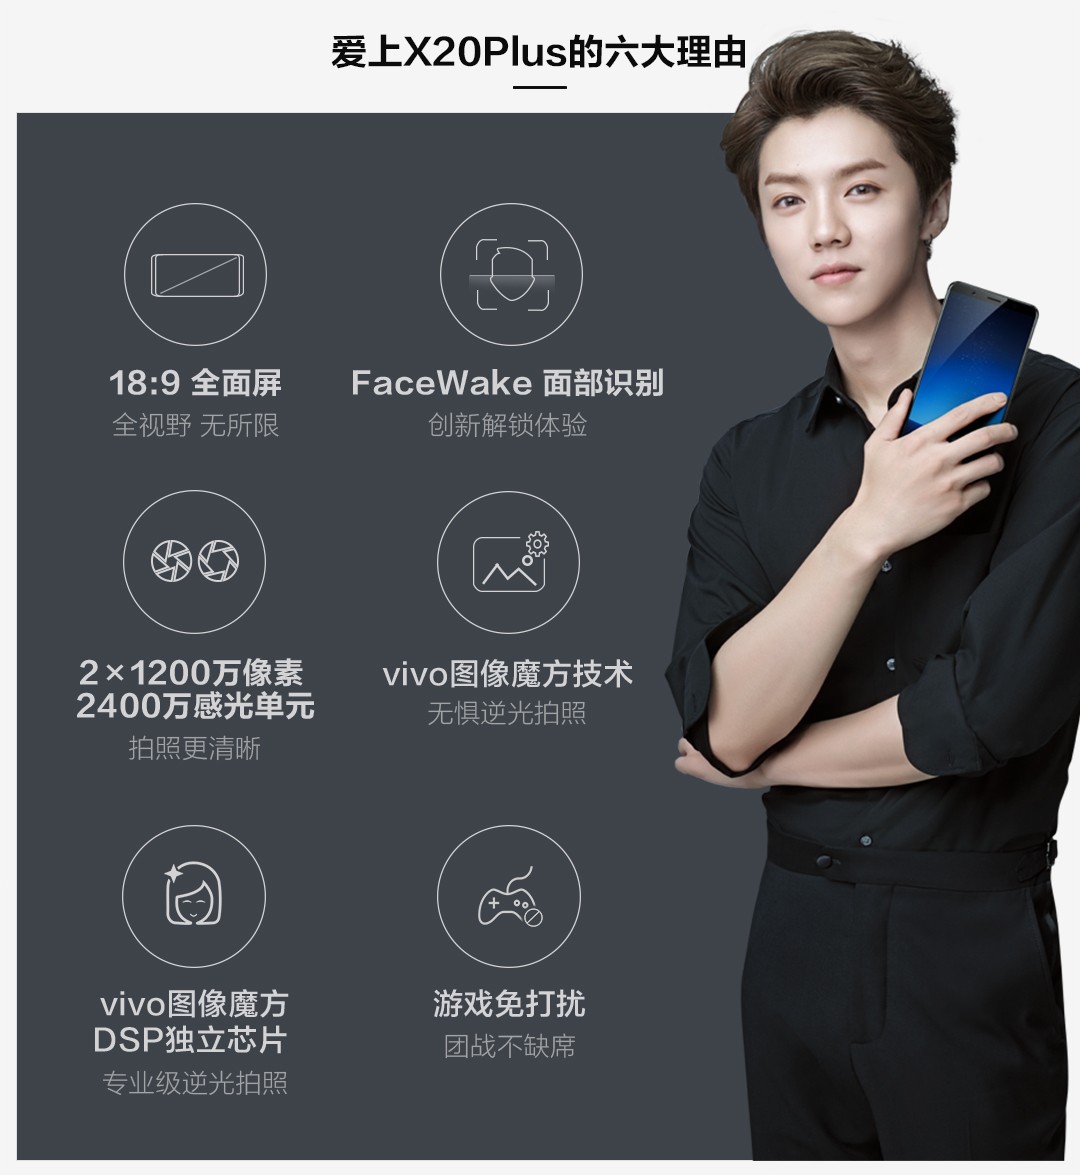 爱上X20Plus的六大理由
18:9 全面屏
全视野 无所限
FaceWake 面部识别
创新解锁体验
2×1200万像素
2400万感光单元
拍照更清晰
vivo图像魔方技术
无惧逆光拍照
vivo图像魔方
DSP独立芯片
专业级逆光拍照
游戏免打扰
团战不缺席